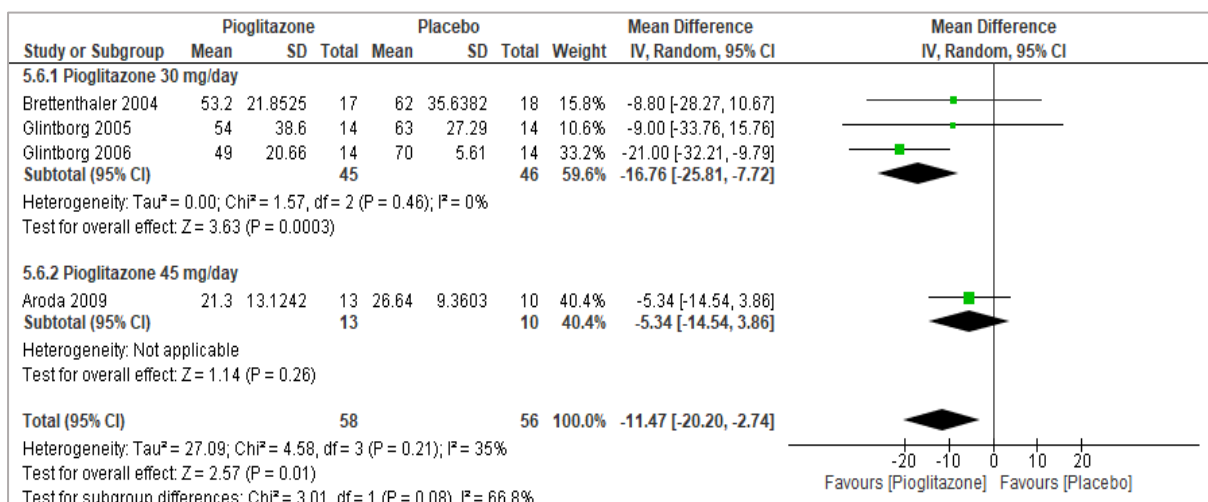 Pioglitazone Placebo Mean Difference Mean Difference
Study or Subgroup Mean SD Total Mean SD Total Weight IV, Random, 95% CI IV, Random, 95% CI
5.6.1 Pioglitazone 30 mg/day
Brettenthaler 2004 53.2 21.8525 17 62 35.6382 18 15.8% -8.80 [-28.27, 10.67]
Glintborg 2005 54 38.6 14 63 27.29 14 10.6% -9.00 [-33.76, 15.76]
Glintborg 2006 49 20.66 14 70 5.61 14 33.2% -21.00 [-32.21, -9.79]
Subtotal (95% CI) 45 46 59.6% -16.76 [-25.81, -7.72]
Heterogeneity: Tau² = 0.00; Chi² = 1.57, df = 2 (P = 0.46); I² = 0%
Test for overall effect: Z = 3.63 (P = 0.0003)
5.6.2 Pioglitazone 45 mg/day
Aroda 2009 21.3 13.1242 13 26.64 9.3603 10 40.4% -5.34 [-14.54, 3.86]
Subtotal (95% CI) 13 10 40.4% -5.34 [-14.54, 3.86]
Heterogeneity: Not applicable
Test for overall effect: Z = 1.14 (P = 0.26)
Total (95% CI) 58 56 100.0% -11.47 [-20.20, -2.74]
Heterogeneity: Tau² = 27.09; Chi² = 4.58, df = 3 (P = 0.21); I² = 35%
Test for overall effect: Z = 2.57 (P = 0.01)
Test for subgroup differences: Chi² = 3.01, df = 1 (P = 0.08), I² = 66.8%
-20 -10 0 10 20
Favours [Pioglitazone] Favours [Placebo]